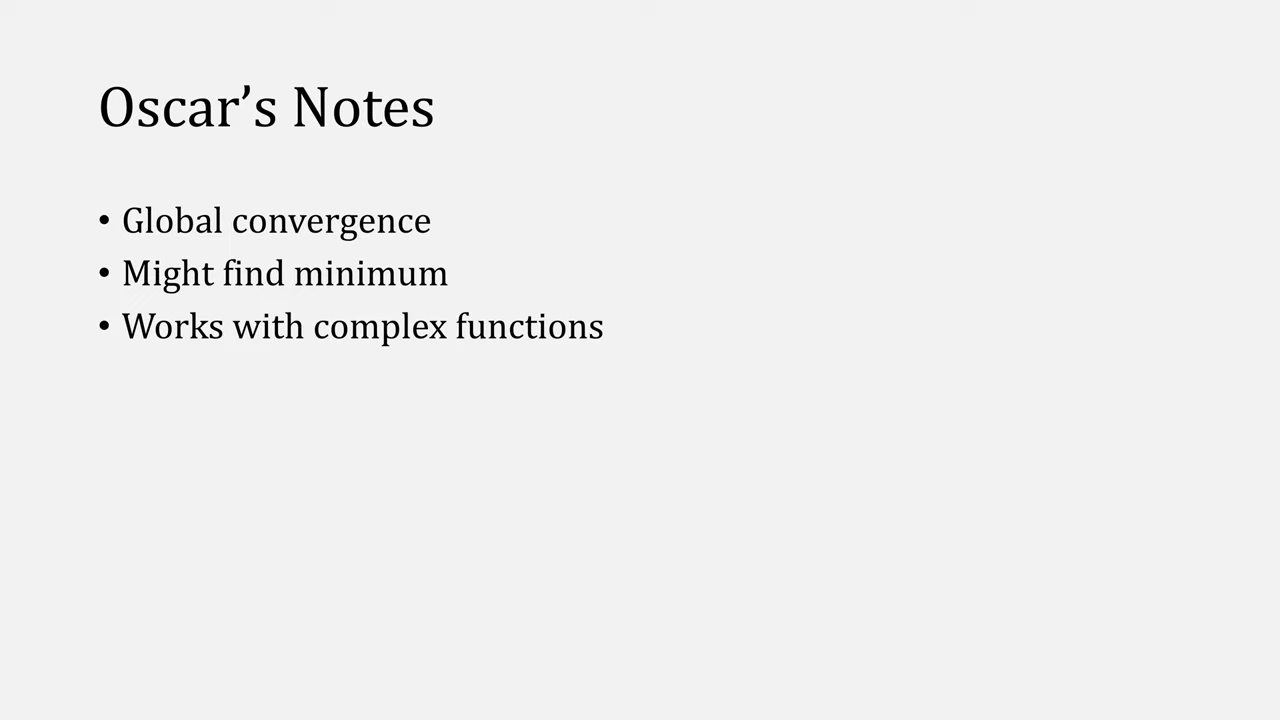 Oscar’s Notes
• Global convergence
• Might find minimum
• Works with complex functions